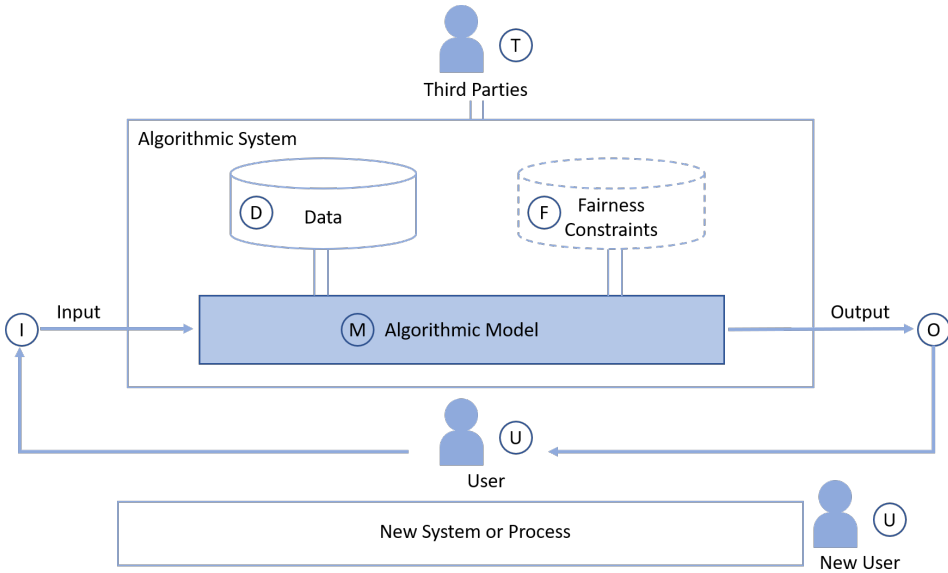 T
Third Parties
Algorithmic System
D
Data
F
Fairness
Constraints
Input
Output
I
M
Algorithmic Model
O
U
User
New System or Process
U
New User